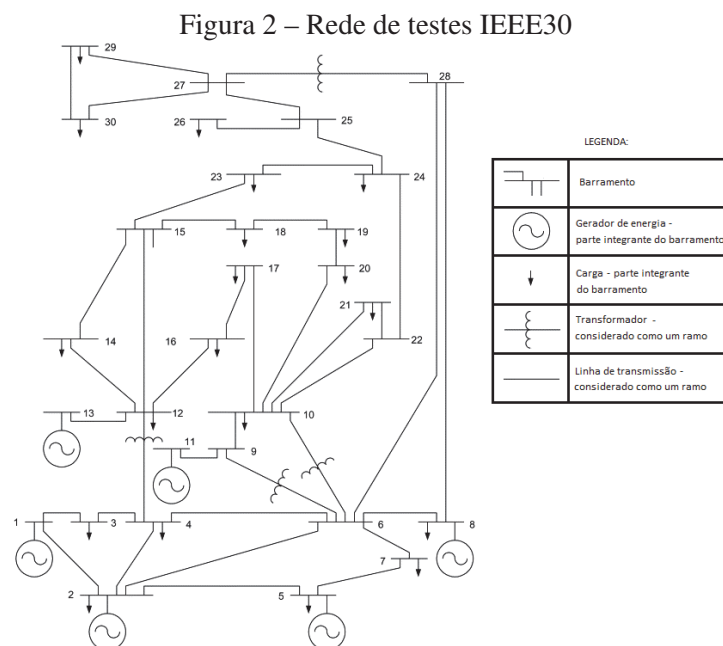 Figura 2 – Rede de testes IEEE30
29
27
28
30
26
25
23
24
15
18
19
17
20
21
14
16
22
13
12
11
9
10
1
3
4
6
8
7
2
5
LEGENDA:
Barramento
Gerador de energia -
parte integrante do barramento
Carga - parte integrante
do barramento
Transformador -
considerado como um ramo
Linha de transmissão -
considerado como um ramo